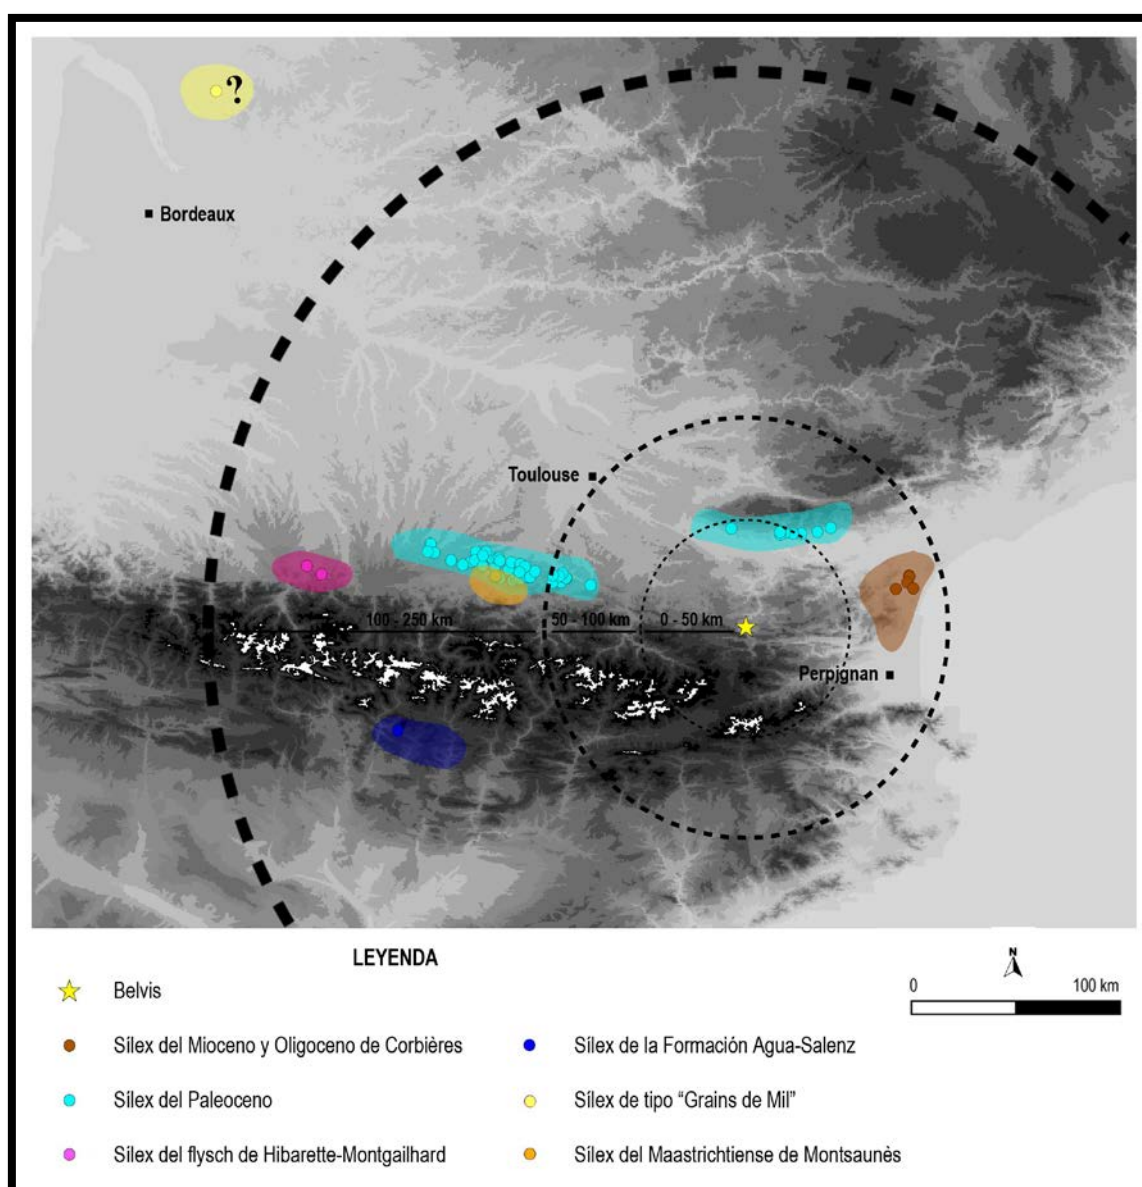 ?
Bordeaux
Toulouse
100 - 250 km
50 - 100 km
0 - 50 km
Perpignan
LEYENDA
N
Belvis
0
100 km
Sílex del Mioceno y Oligoceno de Corbières
Sílex de la Formación Agua-Salenz
Sílex del Paleoceno
Sílex de tipo “Grains de Mil”
Sílex del flysch de Hibarette-Montgailhard
Sílex del Maastrichtiense de Montsaunès